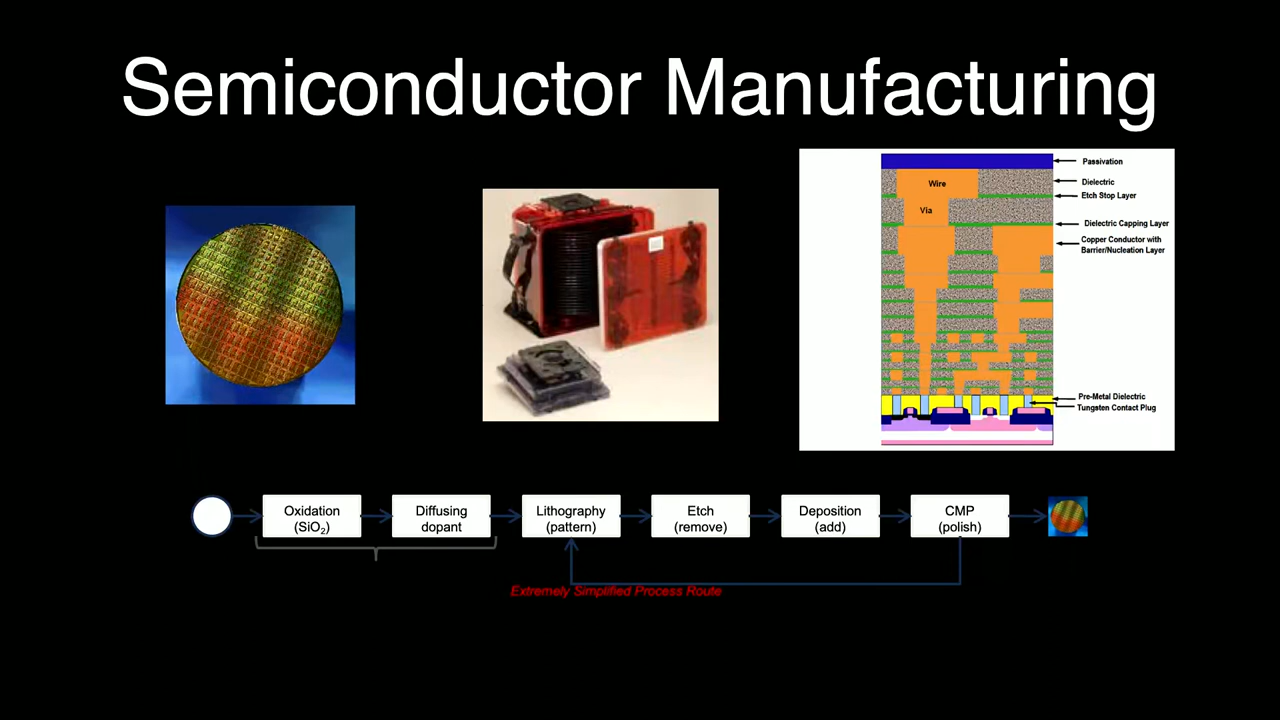 Semiconductor Manufacturing
Passivation
Wire
Dielectric
Etch Stop Layer
Via
Dielectric Capping Layer
Copper Conductor with
Barrier/Nucleation Layer
Pre-Metal Dielectric
Tungsten Contact Plug
Oxidation
(SiO₂)
Diffusing
dopant
Lithography
(pattern)
Etch
(remove)
Deposition
(add)
CMP
(polish)
Extremely Simplified Process Route